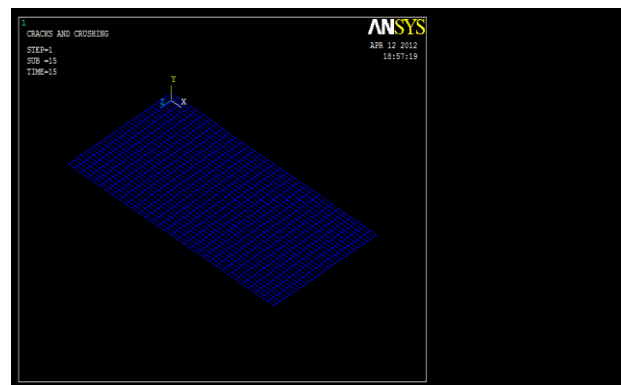 1
CRACKS AND CRUSHING
STEP=1
SUB =15
TIME=15
ANSYS
APR 12 2012
18:57:19
Y
Z X